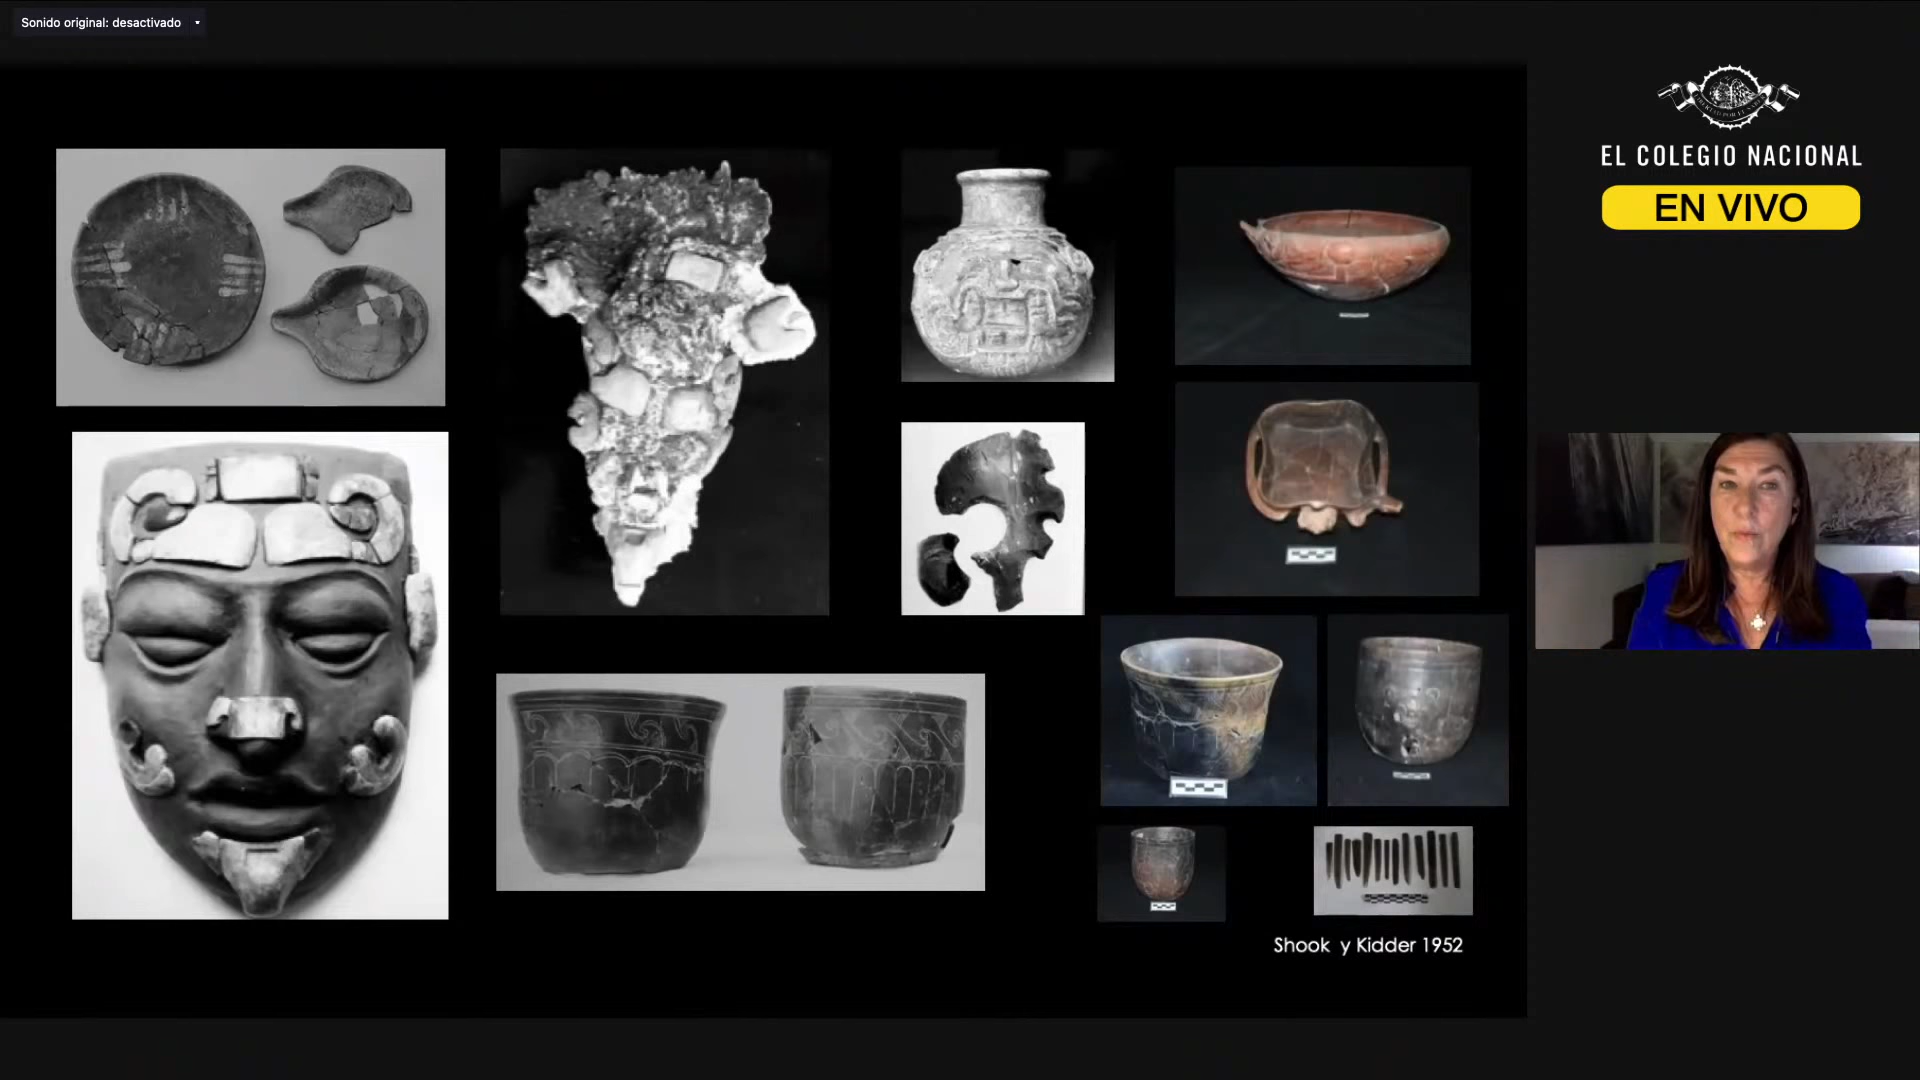 Sonido original: desactivado
EL COLEGIO NACIONAL
EN VIVO
Shook y Kidder 1952